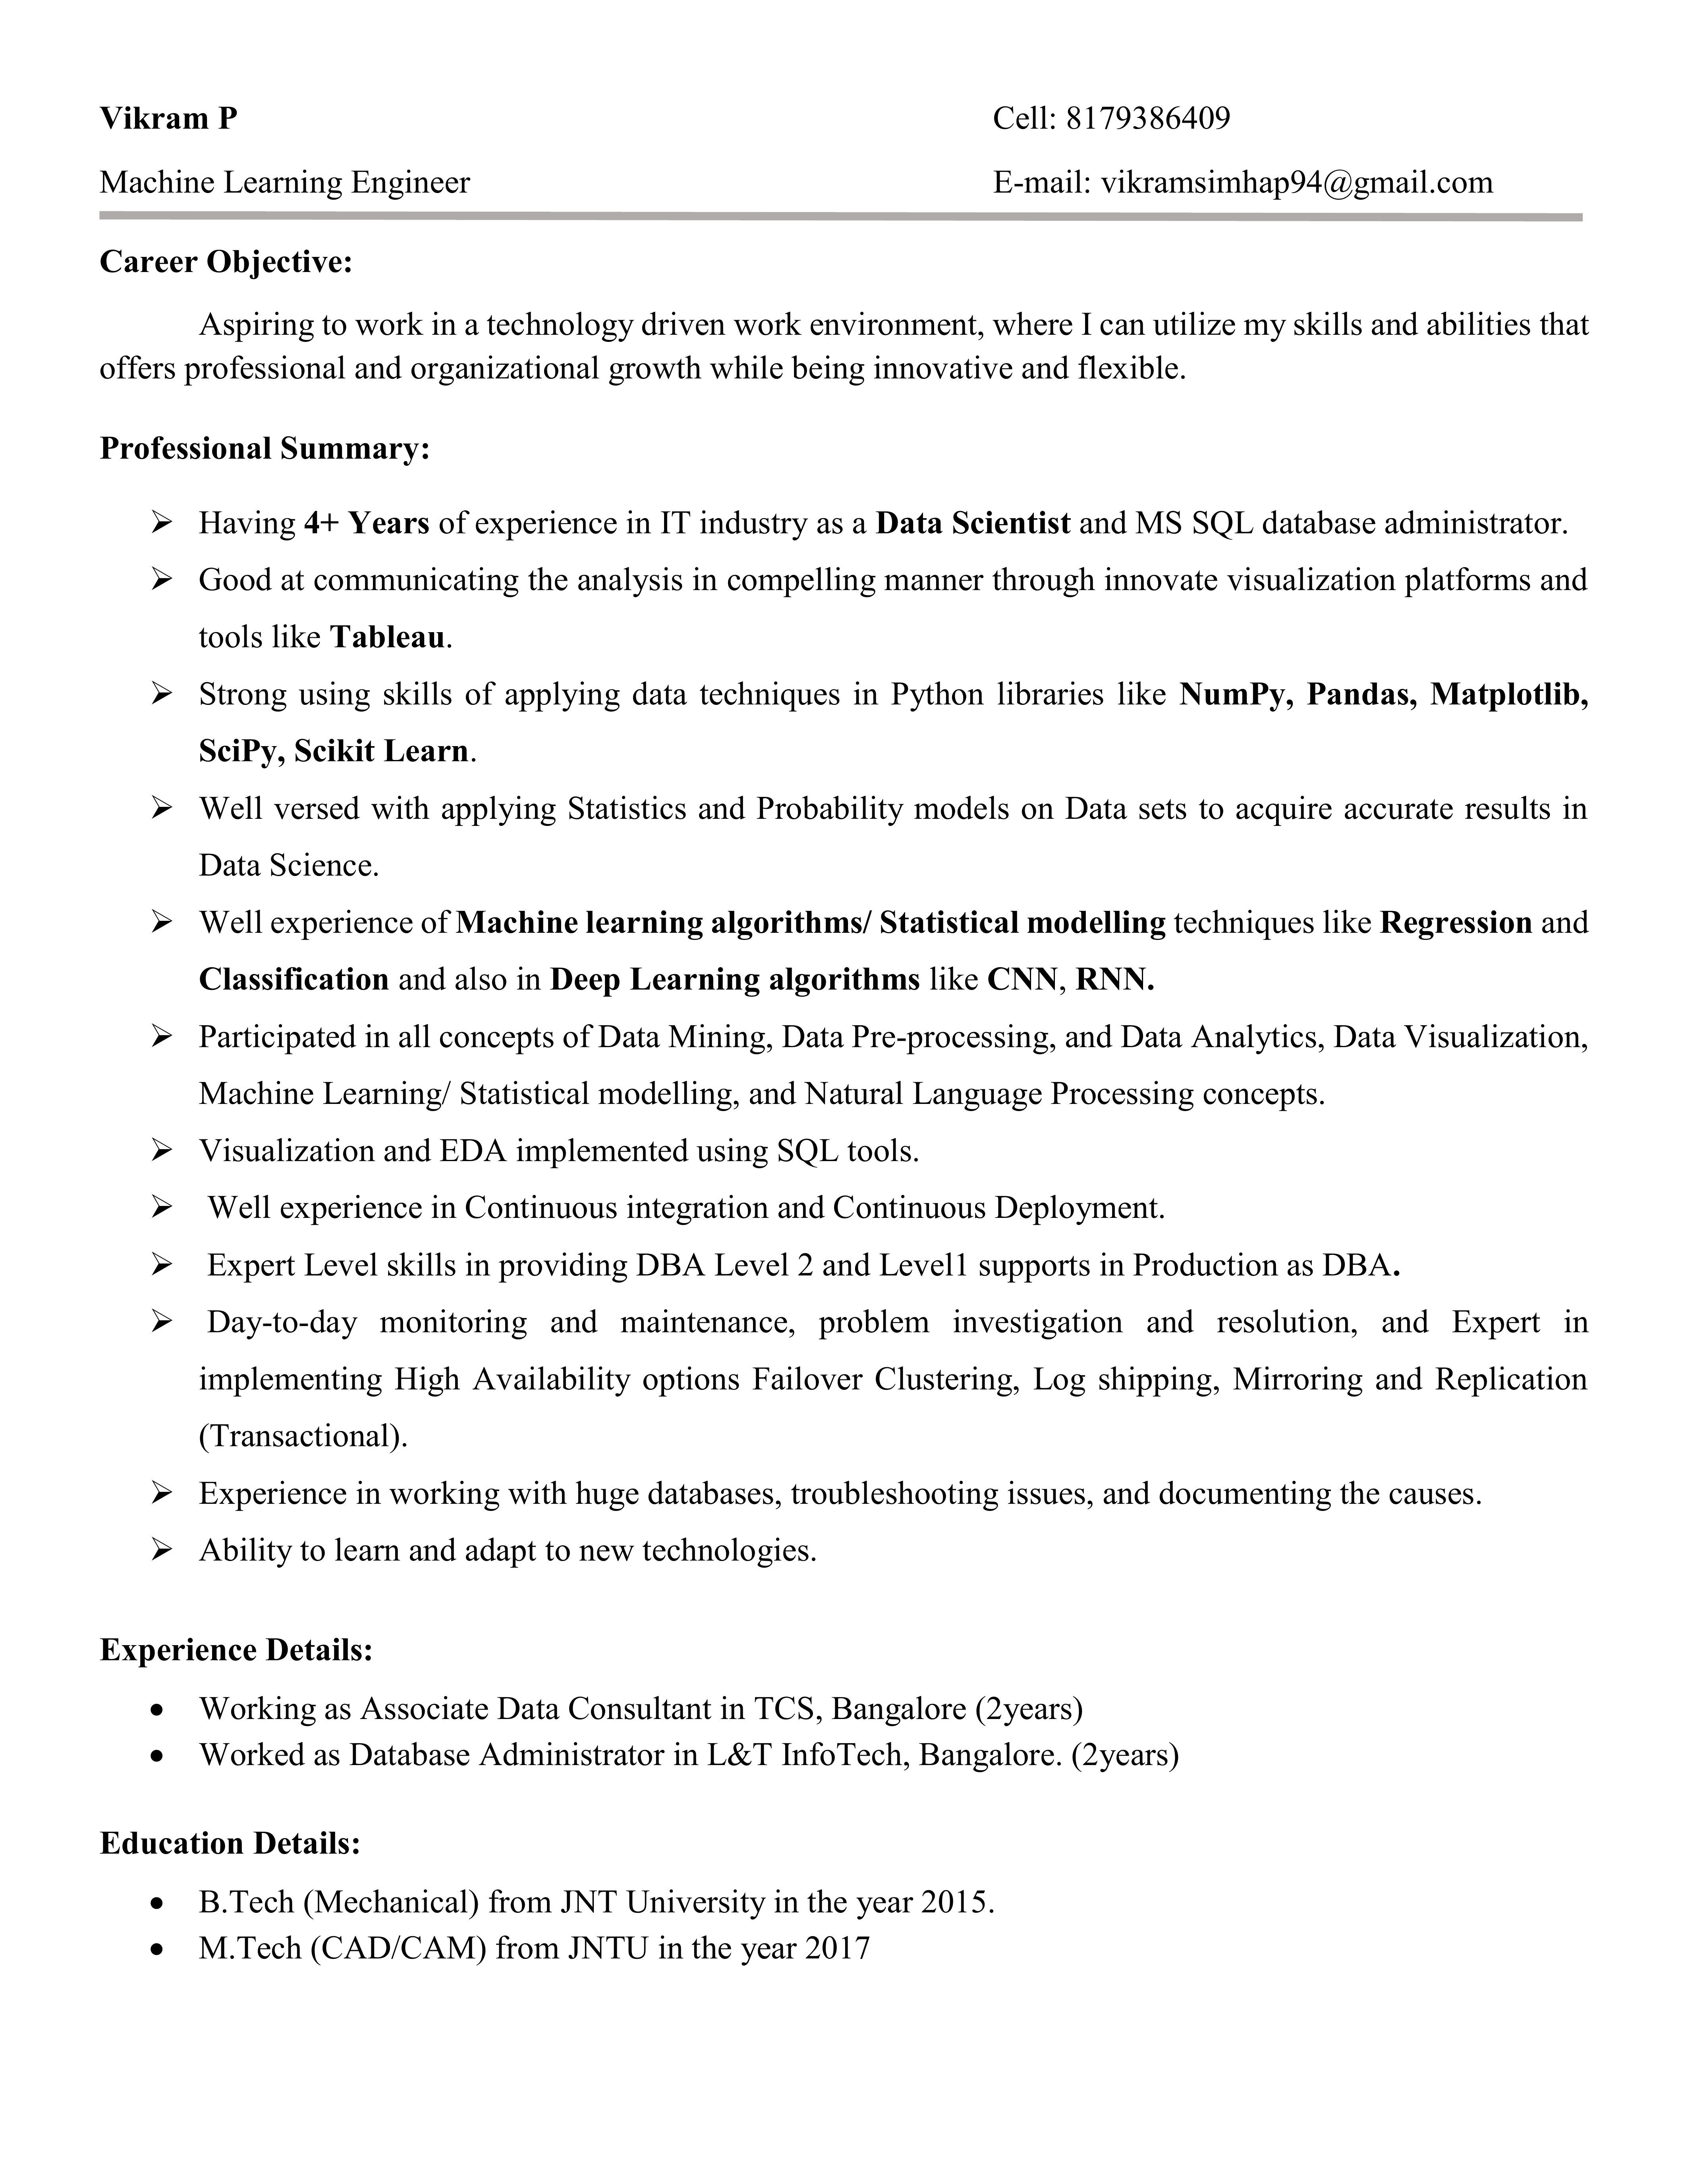 Vikram P Cell: 8179386409
Machine Learning Engineer E-mail: vikramsimhap94@gmail.com
Career Objective:
Aspiring to work in a technology driven work environment, where I can utilize my skills and abilities that
offers professional and organizational growth while being innovative and flexible.
Professional Summary:
➢ Having 4+ Years of experience in IT industry as a Data Scientist and MS SQL database administrator.
➢ Good at communicating the analysis in compelling manner through innovate visualization platforms and
tools like Tableau.
➢ Strong using skills of applying data techniques in Python libraries like NumPy, Pandas, Matplotlib,
SciPy, Scikit Learn.
➢ Well versed with applying Statistics and Probability models on Data sets to acquire accurate results in
Data Science.
➢ Well experience of Machine learning algorithms/ Statistical modelling techniques like Regression and
Classification and also in Deep Learning algorithms like CNN, RNN.
➢ Participated in all concepts of Data Mining, Data Pre-processing, and Data Analytics, Data Visualization,
Machine Learning/ Statistical modelling, and Natural Language Processing concepts.
➢ Visualization and EDA implemented using SQL tools.
➢ Well experience in Continuous integration and Continuous Deployment.
➢ Expert Level skills in providing DBA Level 2 and Level1 supports in Production as DBA.
➢ Day-to-day monitoring and maintenance, problem investigation and resolution, and Expert in
implementing High Availability options Failover Clustering, Log shipping, Mirroring and Replication
(Transactional).
➢ Experience in working with huge databases, troubleshooting issues, and documenting the causes.
➢ Ability to learn and adapt to new technologies.
Experience Details:
• Working as Associate Data Consultant in TCS, Bangalore (2years)
• Worked as Database Administrator in L&T InfoTech, Bangalore. (2years)
Education Details:
• B.Tech (Mechanical) from JNT University in the year 2015.
• M.Tech (CAD/CAM) from JNTU in the year 2017